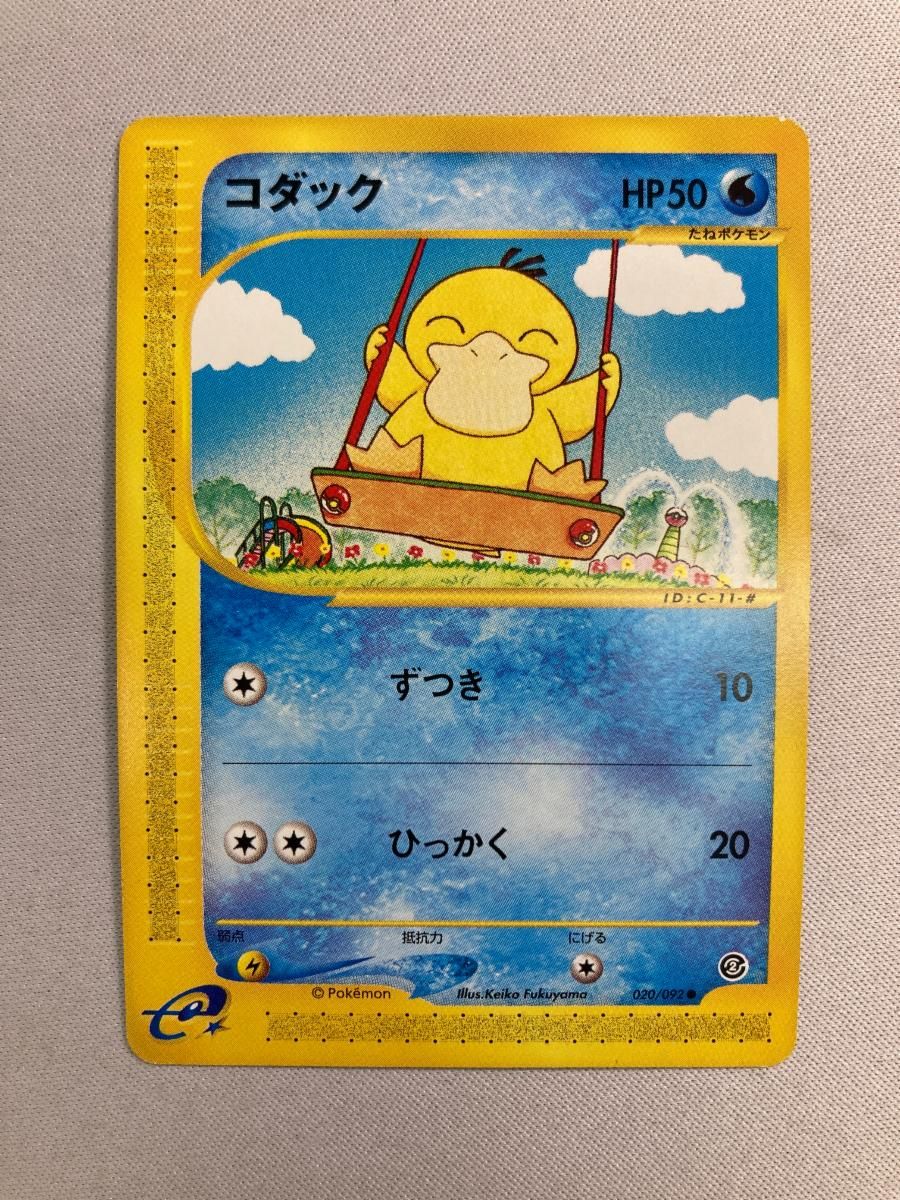 コダック HP50
たねポケモン
ID:C-11-#
ずつき 10
ひっかく 20
弱点 抵抗力 にげる
© Pokémon Illus.Keiko Fukuyama 020/092 ●
e
2